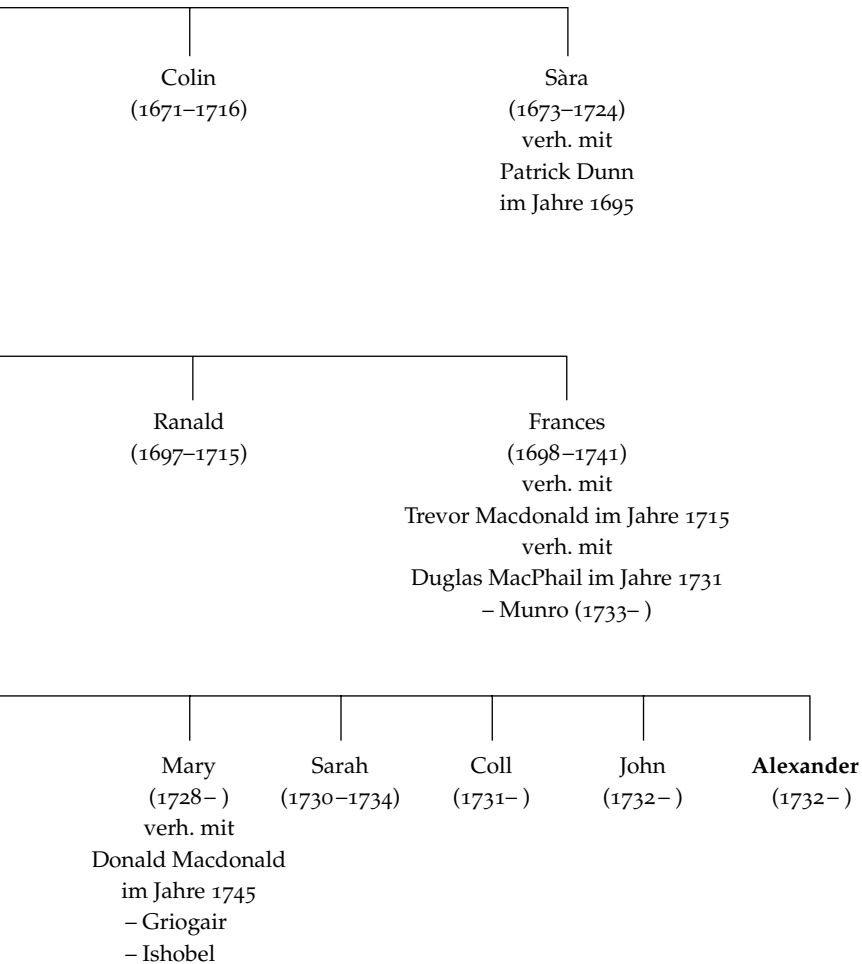 Colin
(1671–1716)
Sàra
(1673–1724)
verh. mit
Patrick Dunn
im Jahre 1695
Ranald
(1697–1715)
Frances
(1698–1741)
verh. mit
Trevor Macdonald im Jahre 1715
verh. mit
Duglas MacPhail im Jahre 1731
– Munro (1733– )
Mary
(1728– )
verh. mit
Donald Macdonald
im Jahre 1745
– Griogair
– Ishobel
Sarah
(1730–1734)
Coll
(1731– )
John
(1732– )
Alexander
(1732– )